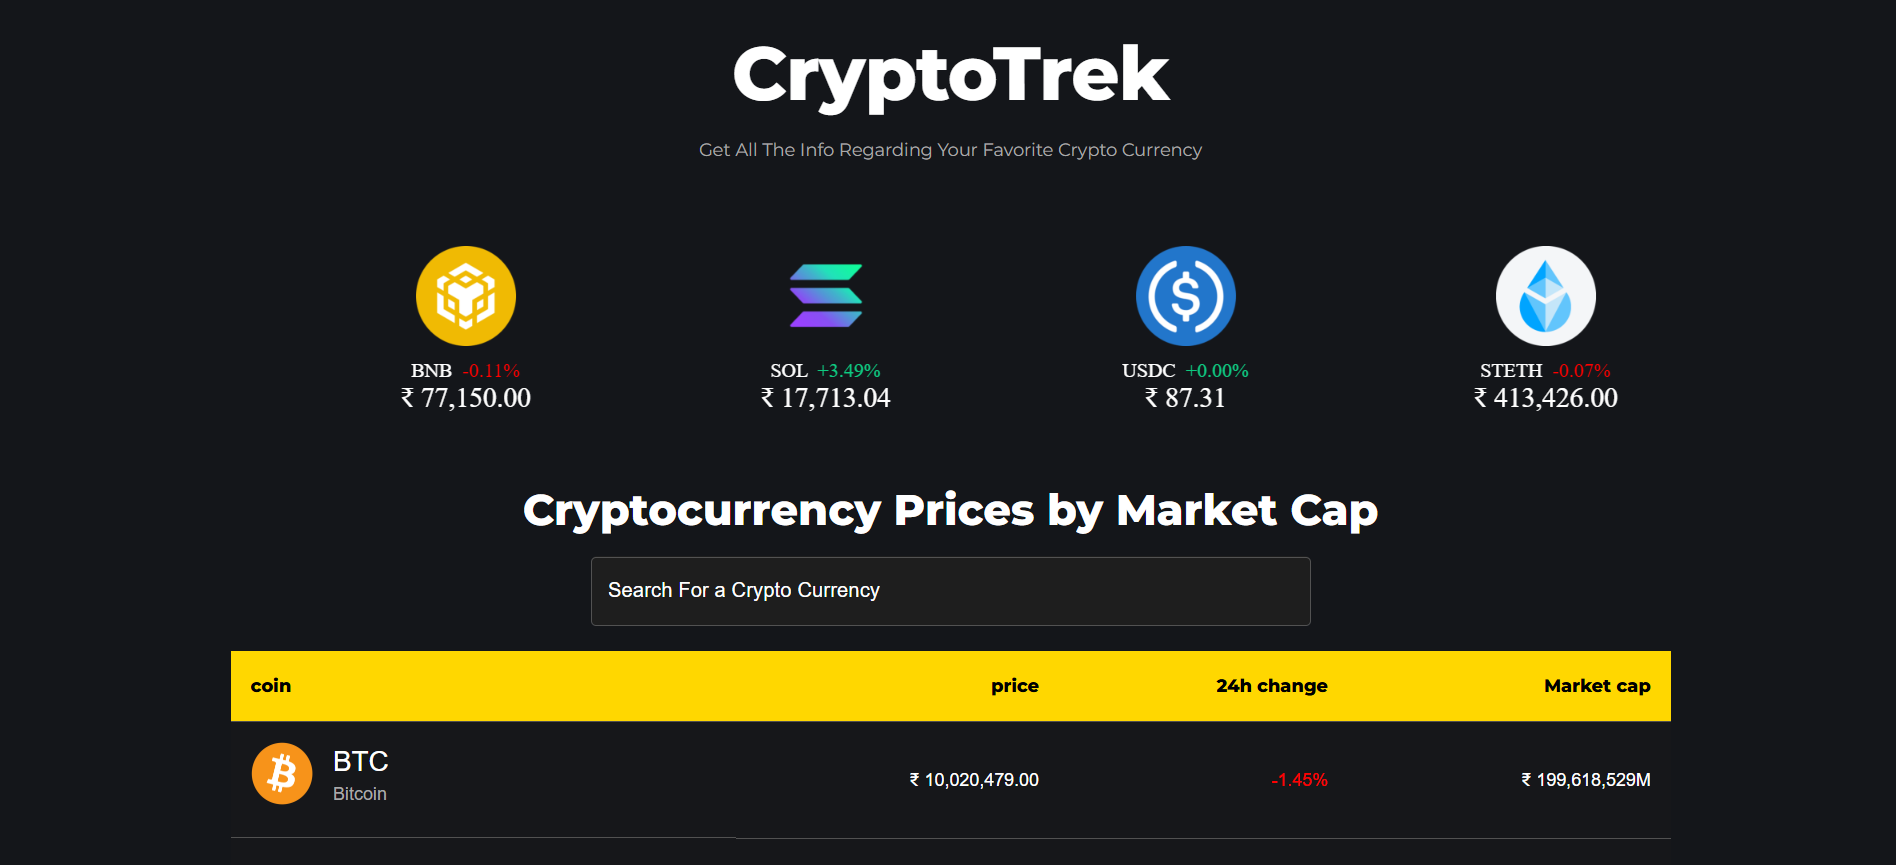 CryptoTrek
Get All The Info Regarding Your Favorite Crypto Currency
BNB -0.11%
₹ 77,150.00
SOL +3.49%
₹ 17,713.04
USDC +0.00%
₹ 87.31
STETH -0.07%
₹ 413,426.00
Cryptocurrency Prices by Market Cap
Search For a Crypto Currency
coin price 24h change Market cap
BTC
Bitcoin
₹ 10,020,479.00 -1.45% ₹ 199,618,529M